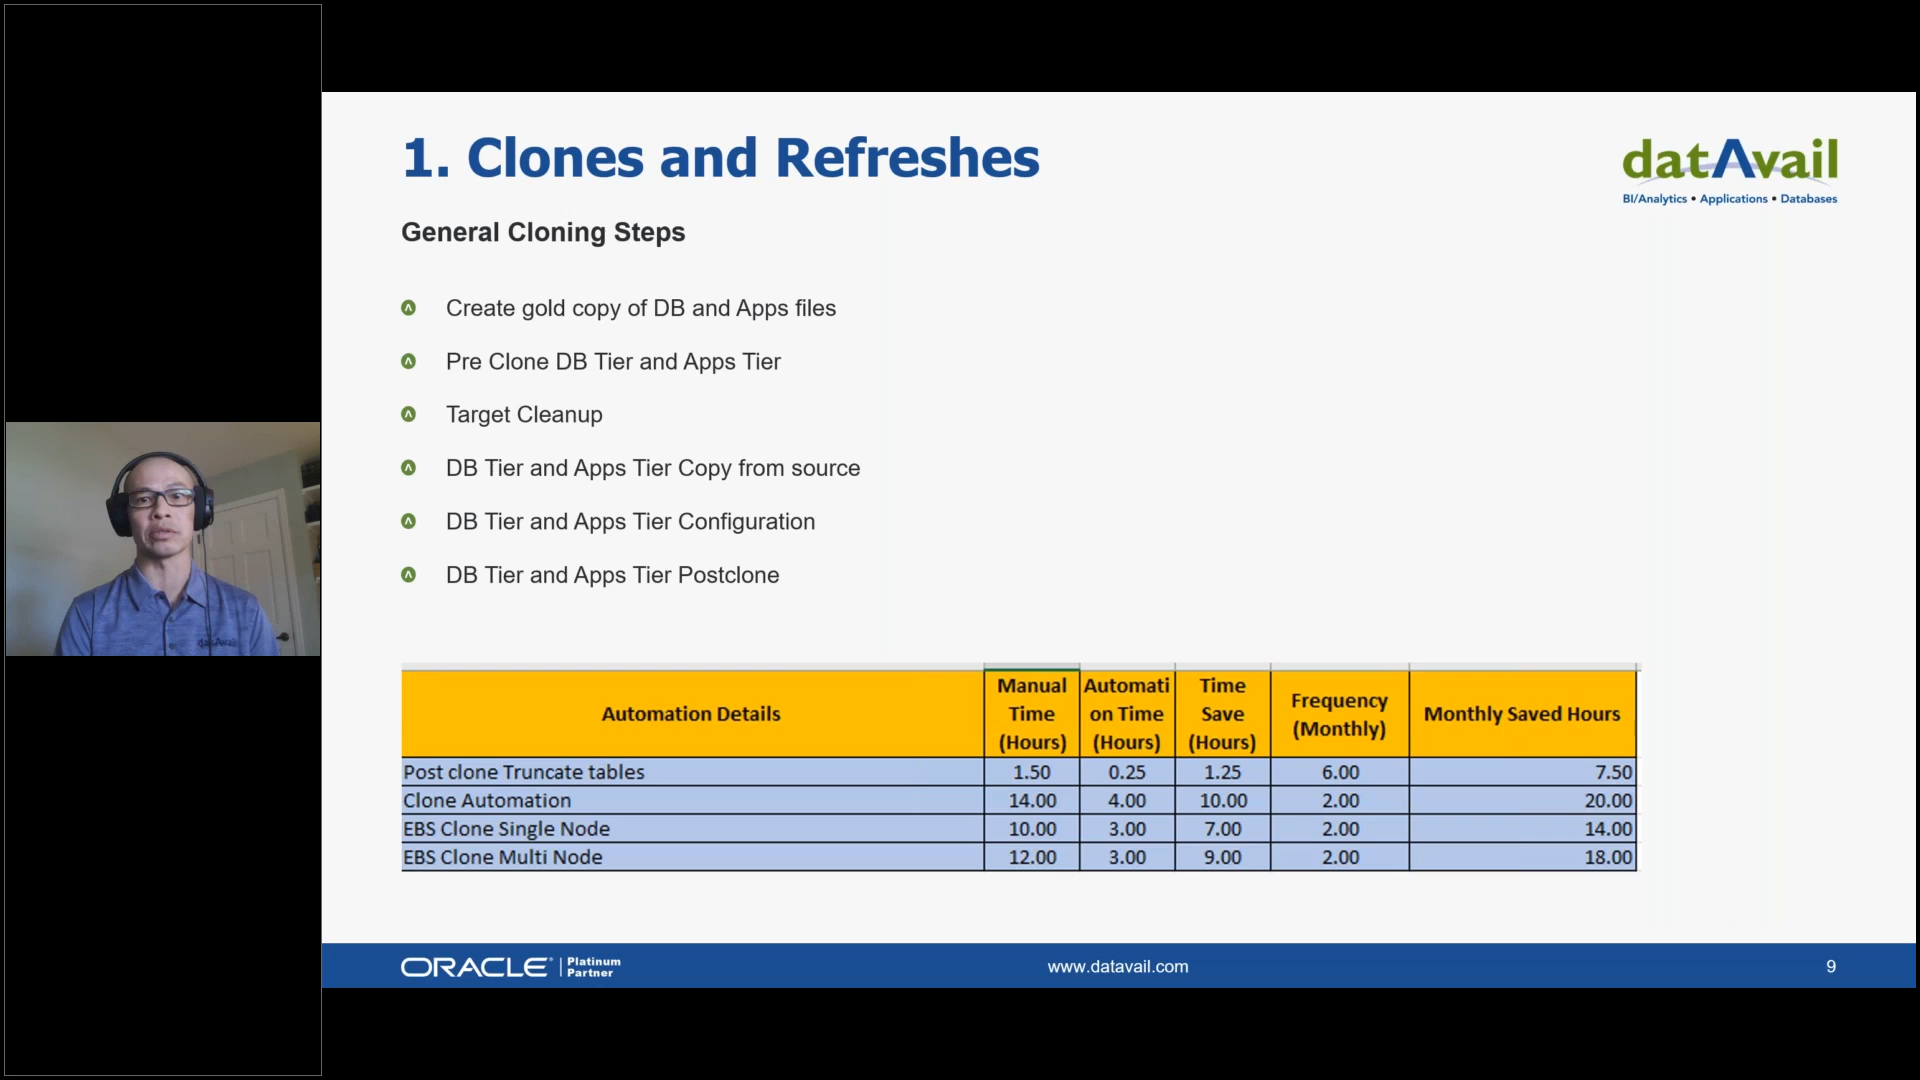 1. Clones and Refreshes
datAvail
BI/Analytics • Applications • Databases
General Cloning Steps
Create gold copy of DB and Apps files
Pre Clone DB Tier and Apps Tier
Target Cleanup
DB Tier and Apps Tier Copy from source
DB Tier and Apps Tier Configuration
DB Tier and Apps Tier Postclone
Automation Details
Manual
Time
(Hours)
Automati
on Time
(Hours)
Time
Save
(Hours)
Frequency
(Monthly)
Monthly Saved Hours
Post clone Truncate tables 1.50 0.25 1.25 6.00 7.50
Clone Automation 14.00 4.00 10.00 2.00 20.00
EBS Clone Single Node 10.00 3.00 7.00 2.00 14.00
EBS Clone Multi Node 12.00 3.00 9.00 2.00 18.00
datAvail
ORACLE
Platinum
Partner
www.datavail.com
9